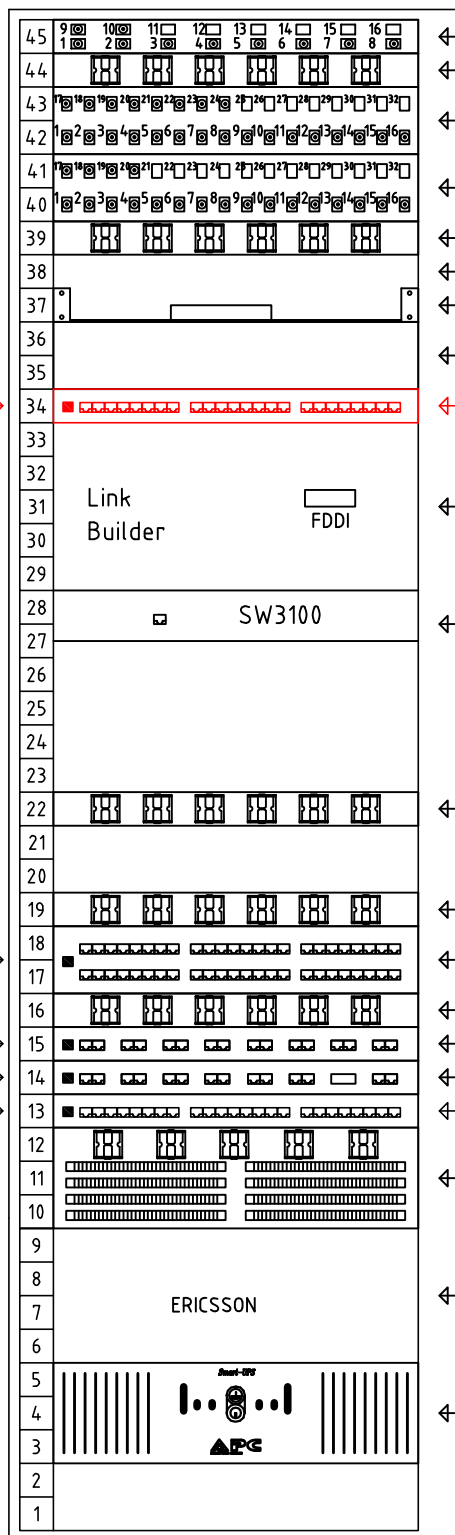 45 9 10 11 12 13 14 15 16
1 2 3 4 5 6 7 8
44
43 17 18 19 20 21 22 23 24 25 26 27 28 29 30 31 32
42 1 2 3 4 5 6 7 8 9 10 11 12 13 14 15 16
41 17 18 19 20 21 22 23 24 25 26 27 28 29 30 31 32
40 1 2 3 4 5 6 7 8 9 10 11 12 13 14 15 16
39
38
37
36
35
34
33
32
31 Link
FDDI
30 Builder
29
28 SW3100
27
26
25
24
23
22
21
20
19
18
17
16
15
14
13
12
11
10
9
8
7 ERICSSON
6
5 Smart-UPS
4
3 APC
2
1